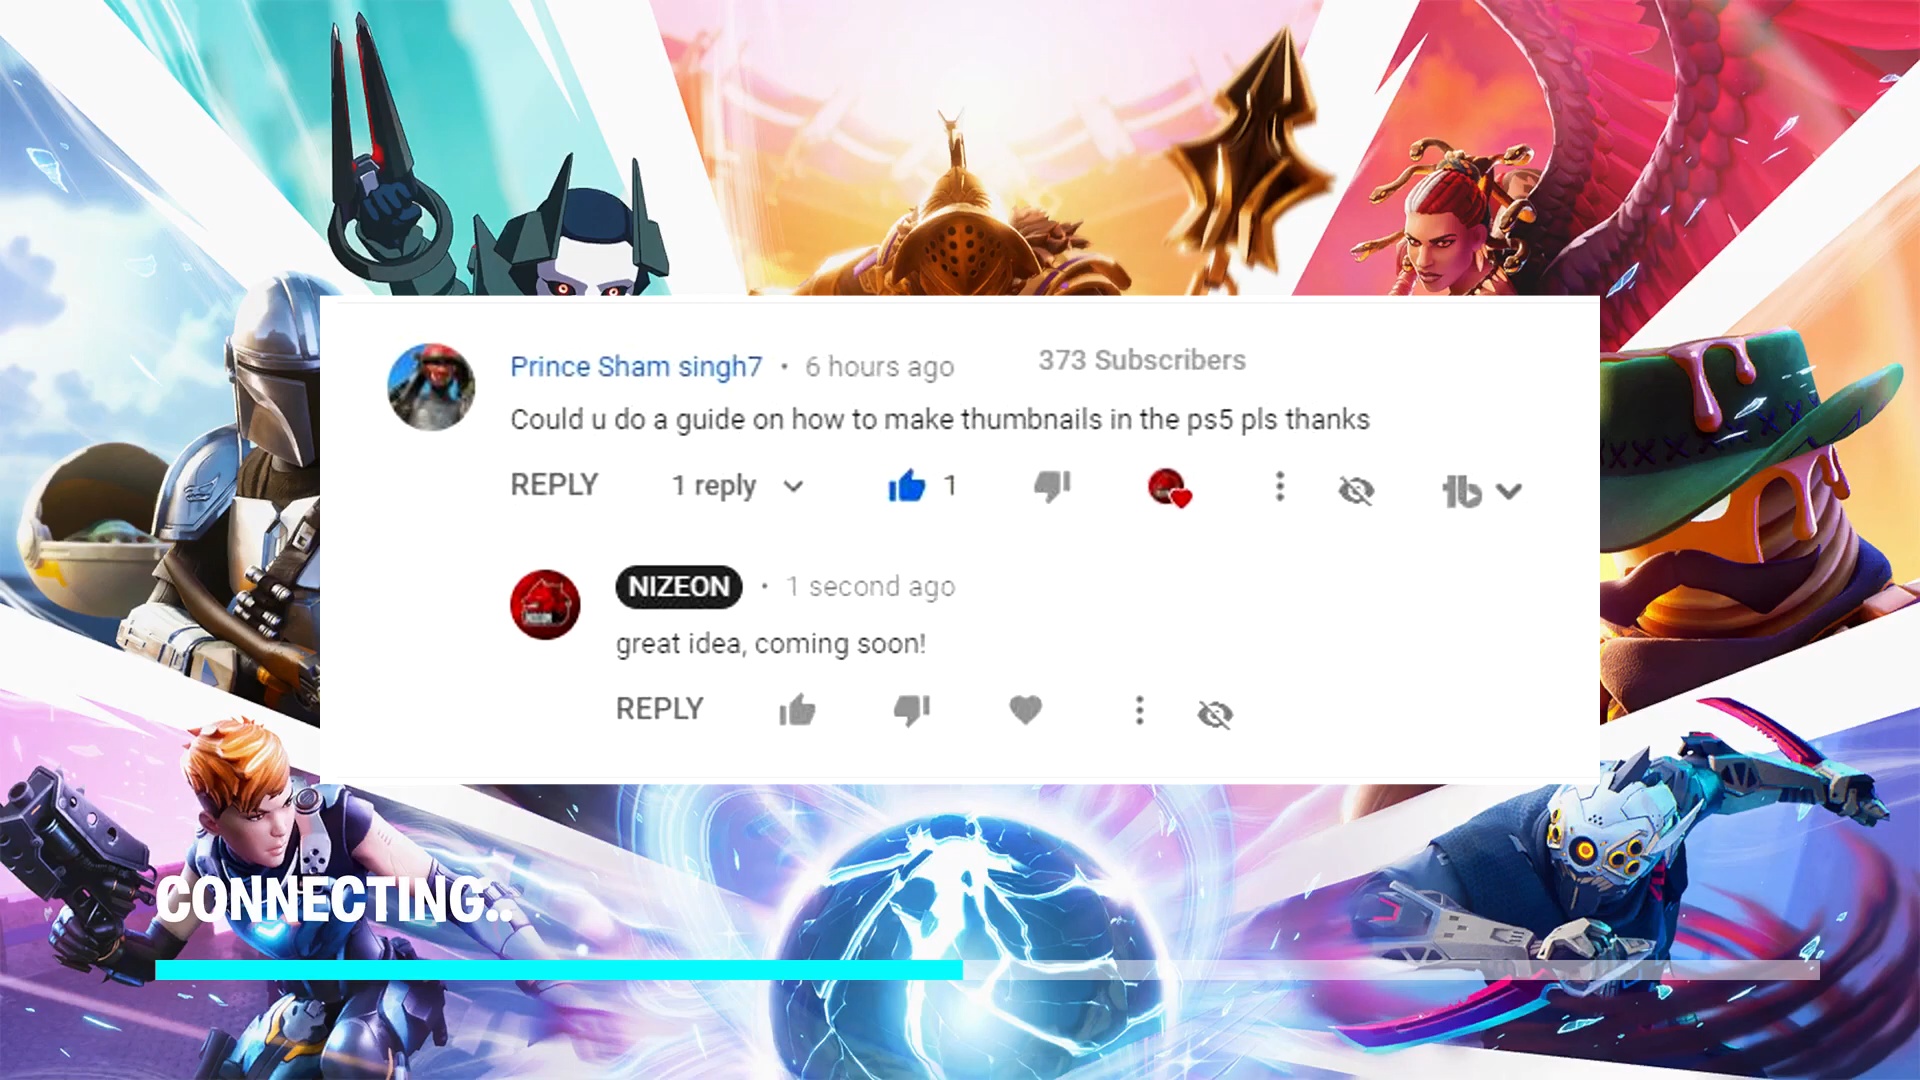 Prince Sham singh7 • 6 hours ago 373 Subscribers
Could u do a guide on how to make thumbnails in the ps5 pls thanks
REPLY 1 reply 1
NIZEON • 1 second ago
great idea, coming soon!
REPLY
CONNECTING..